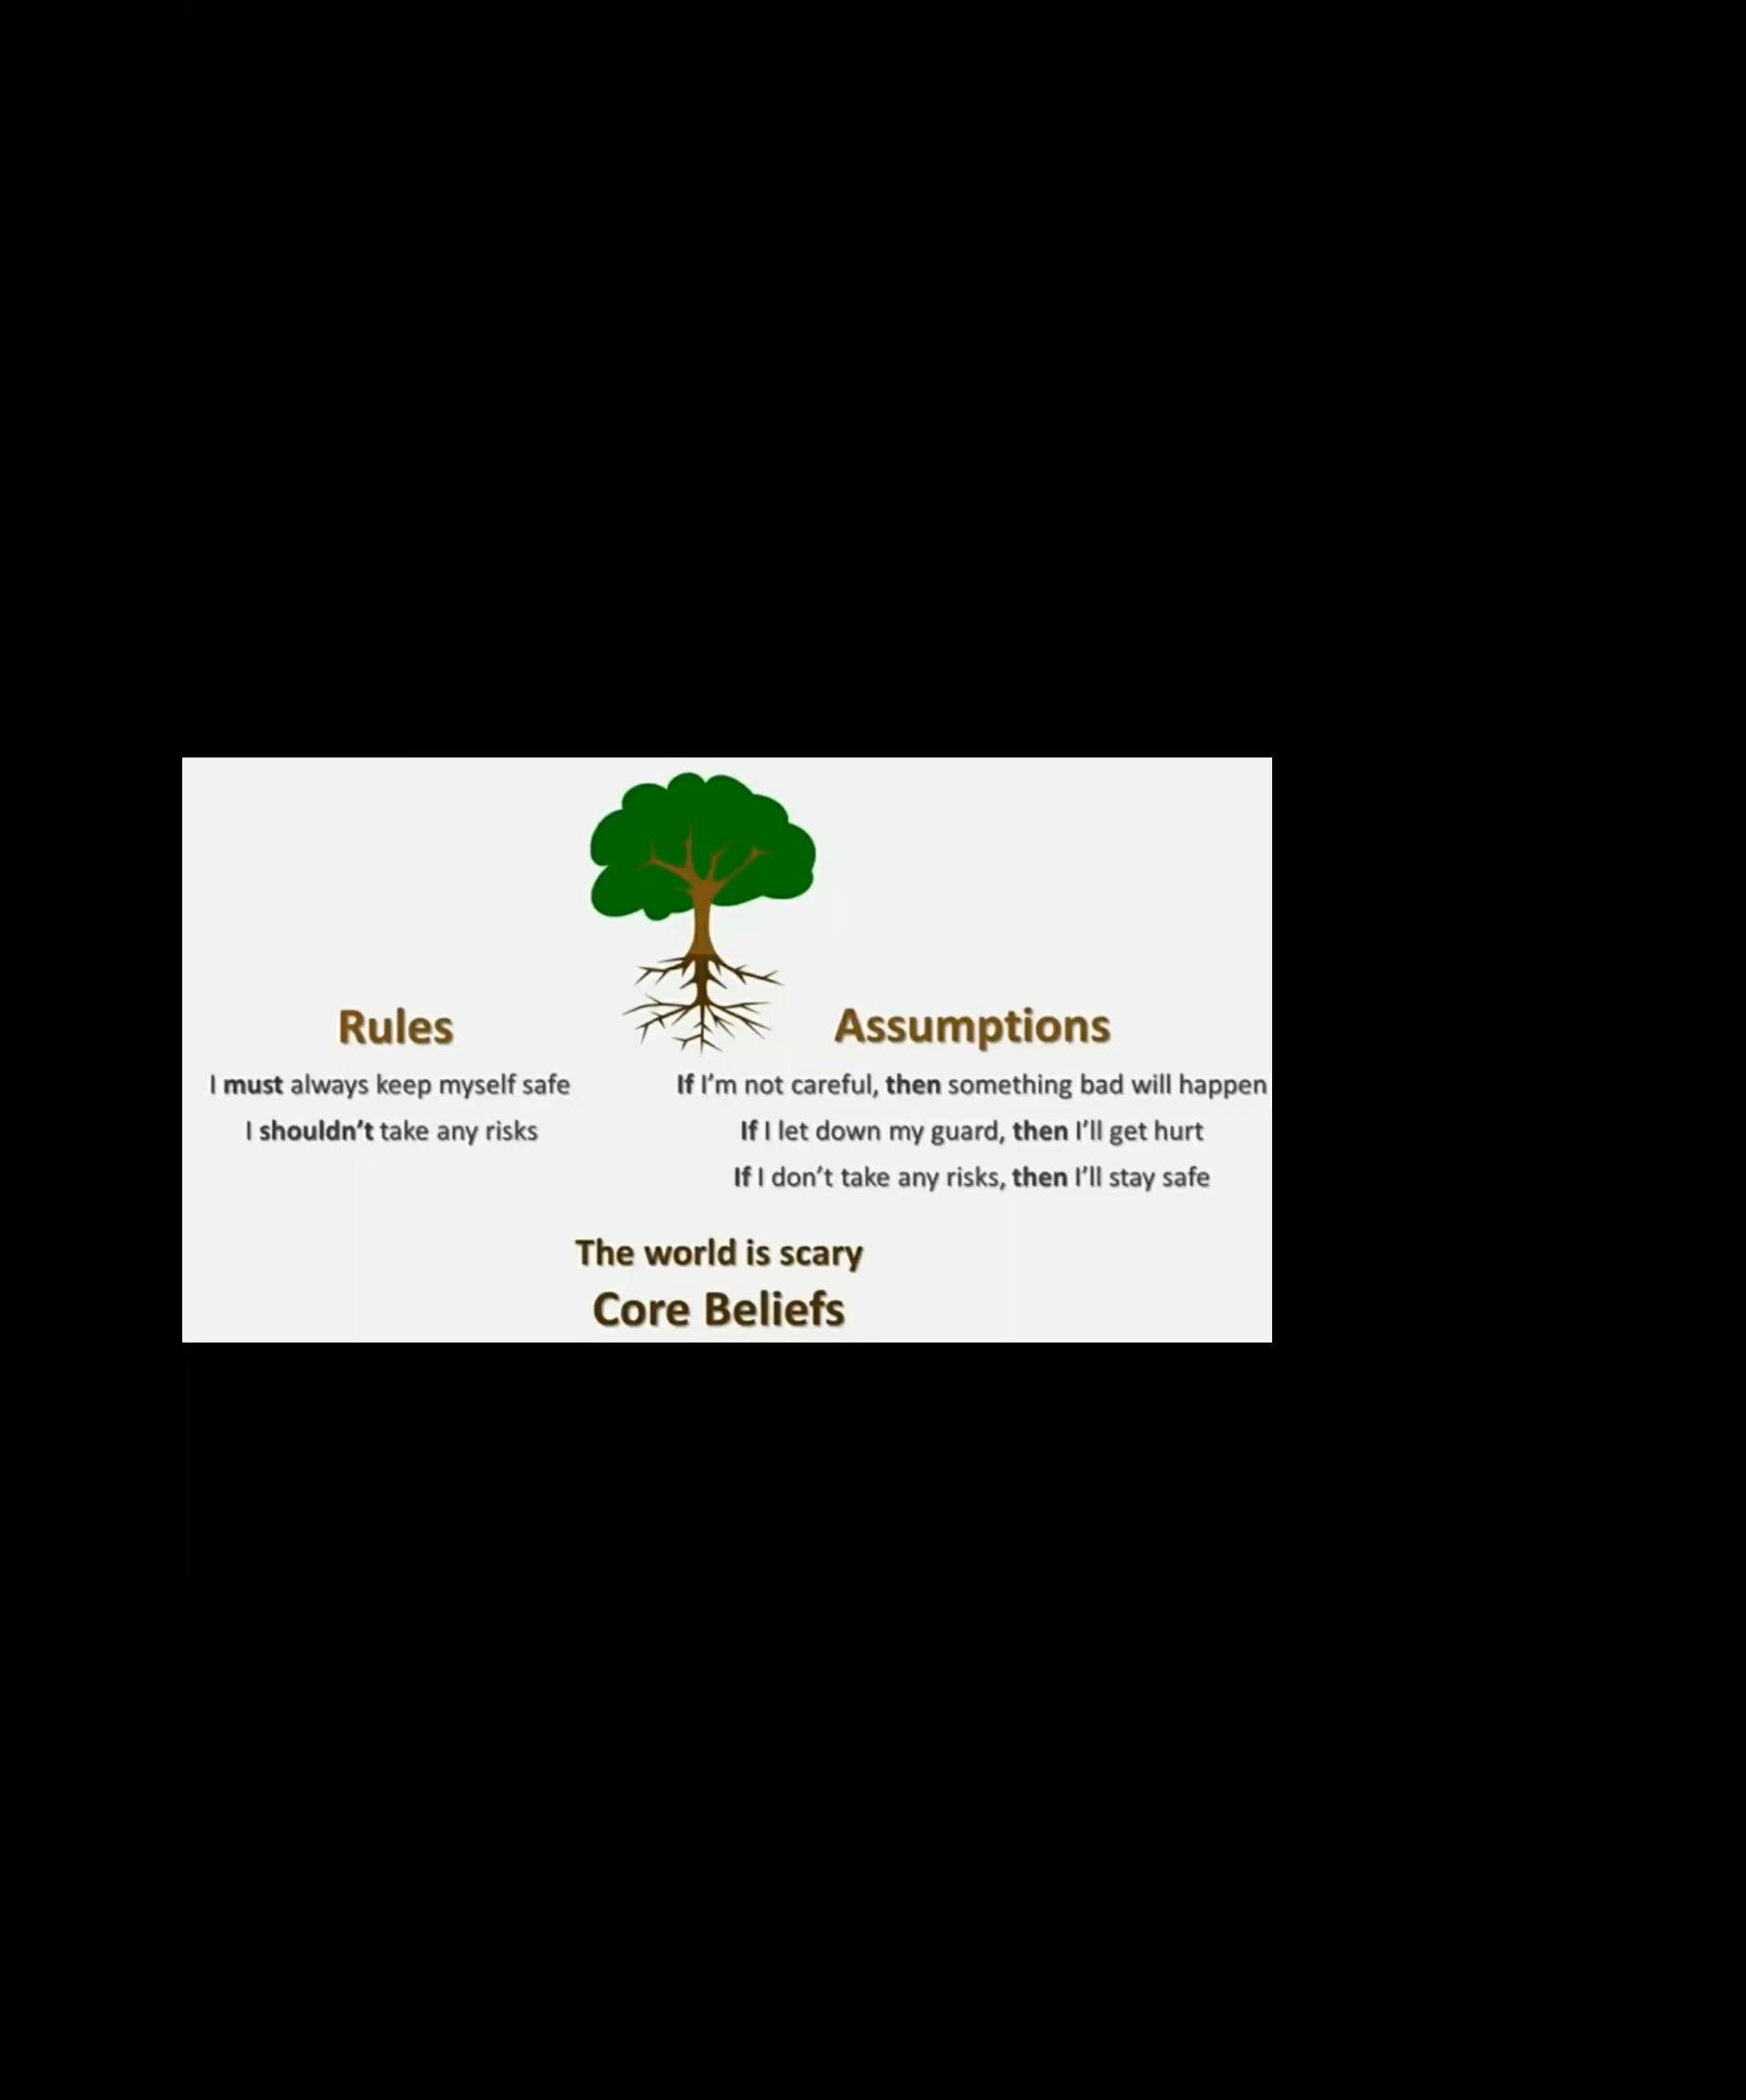 Rules
I must always keep myself safe
I shouldn’t take any risks
Assumptions
If I’m not careful, then something bad will happen
If I let down my guard, then I’ll get hurt
If I don’t take any risks, then I’ll stay safe
The world is scary
Core Beliefs